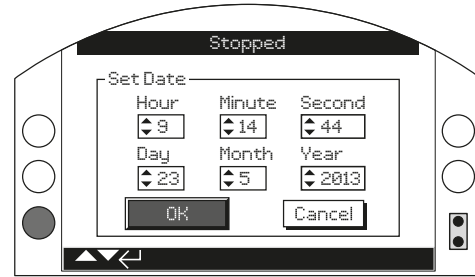 Stopped
Set Date
Hour Minute Second
9 14 44
Day Month Year
23 5 2013
OK Cancel